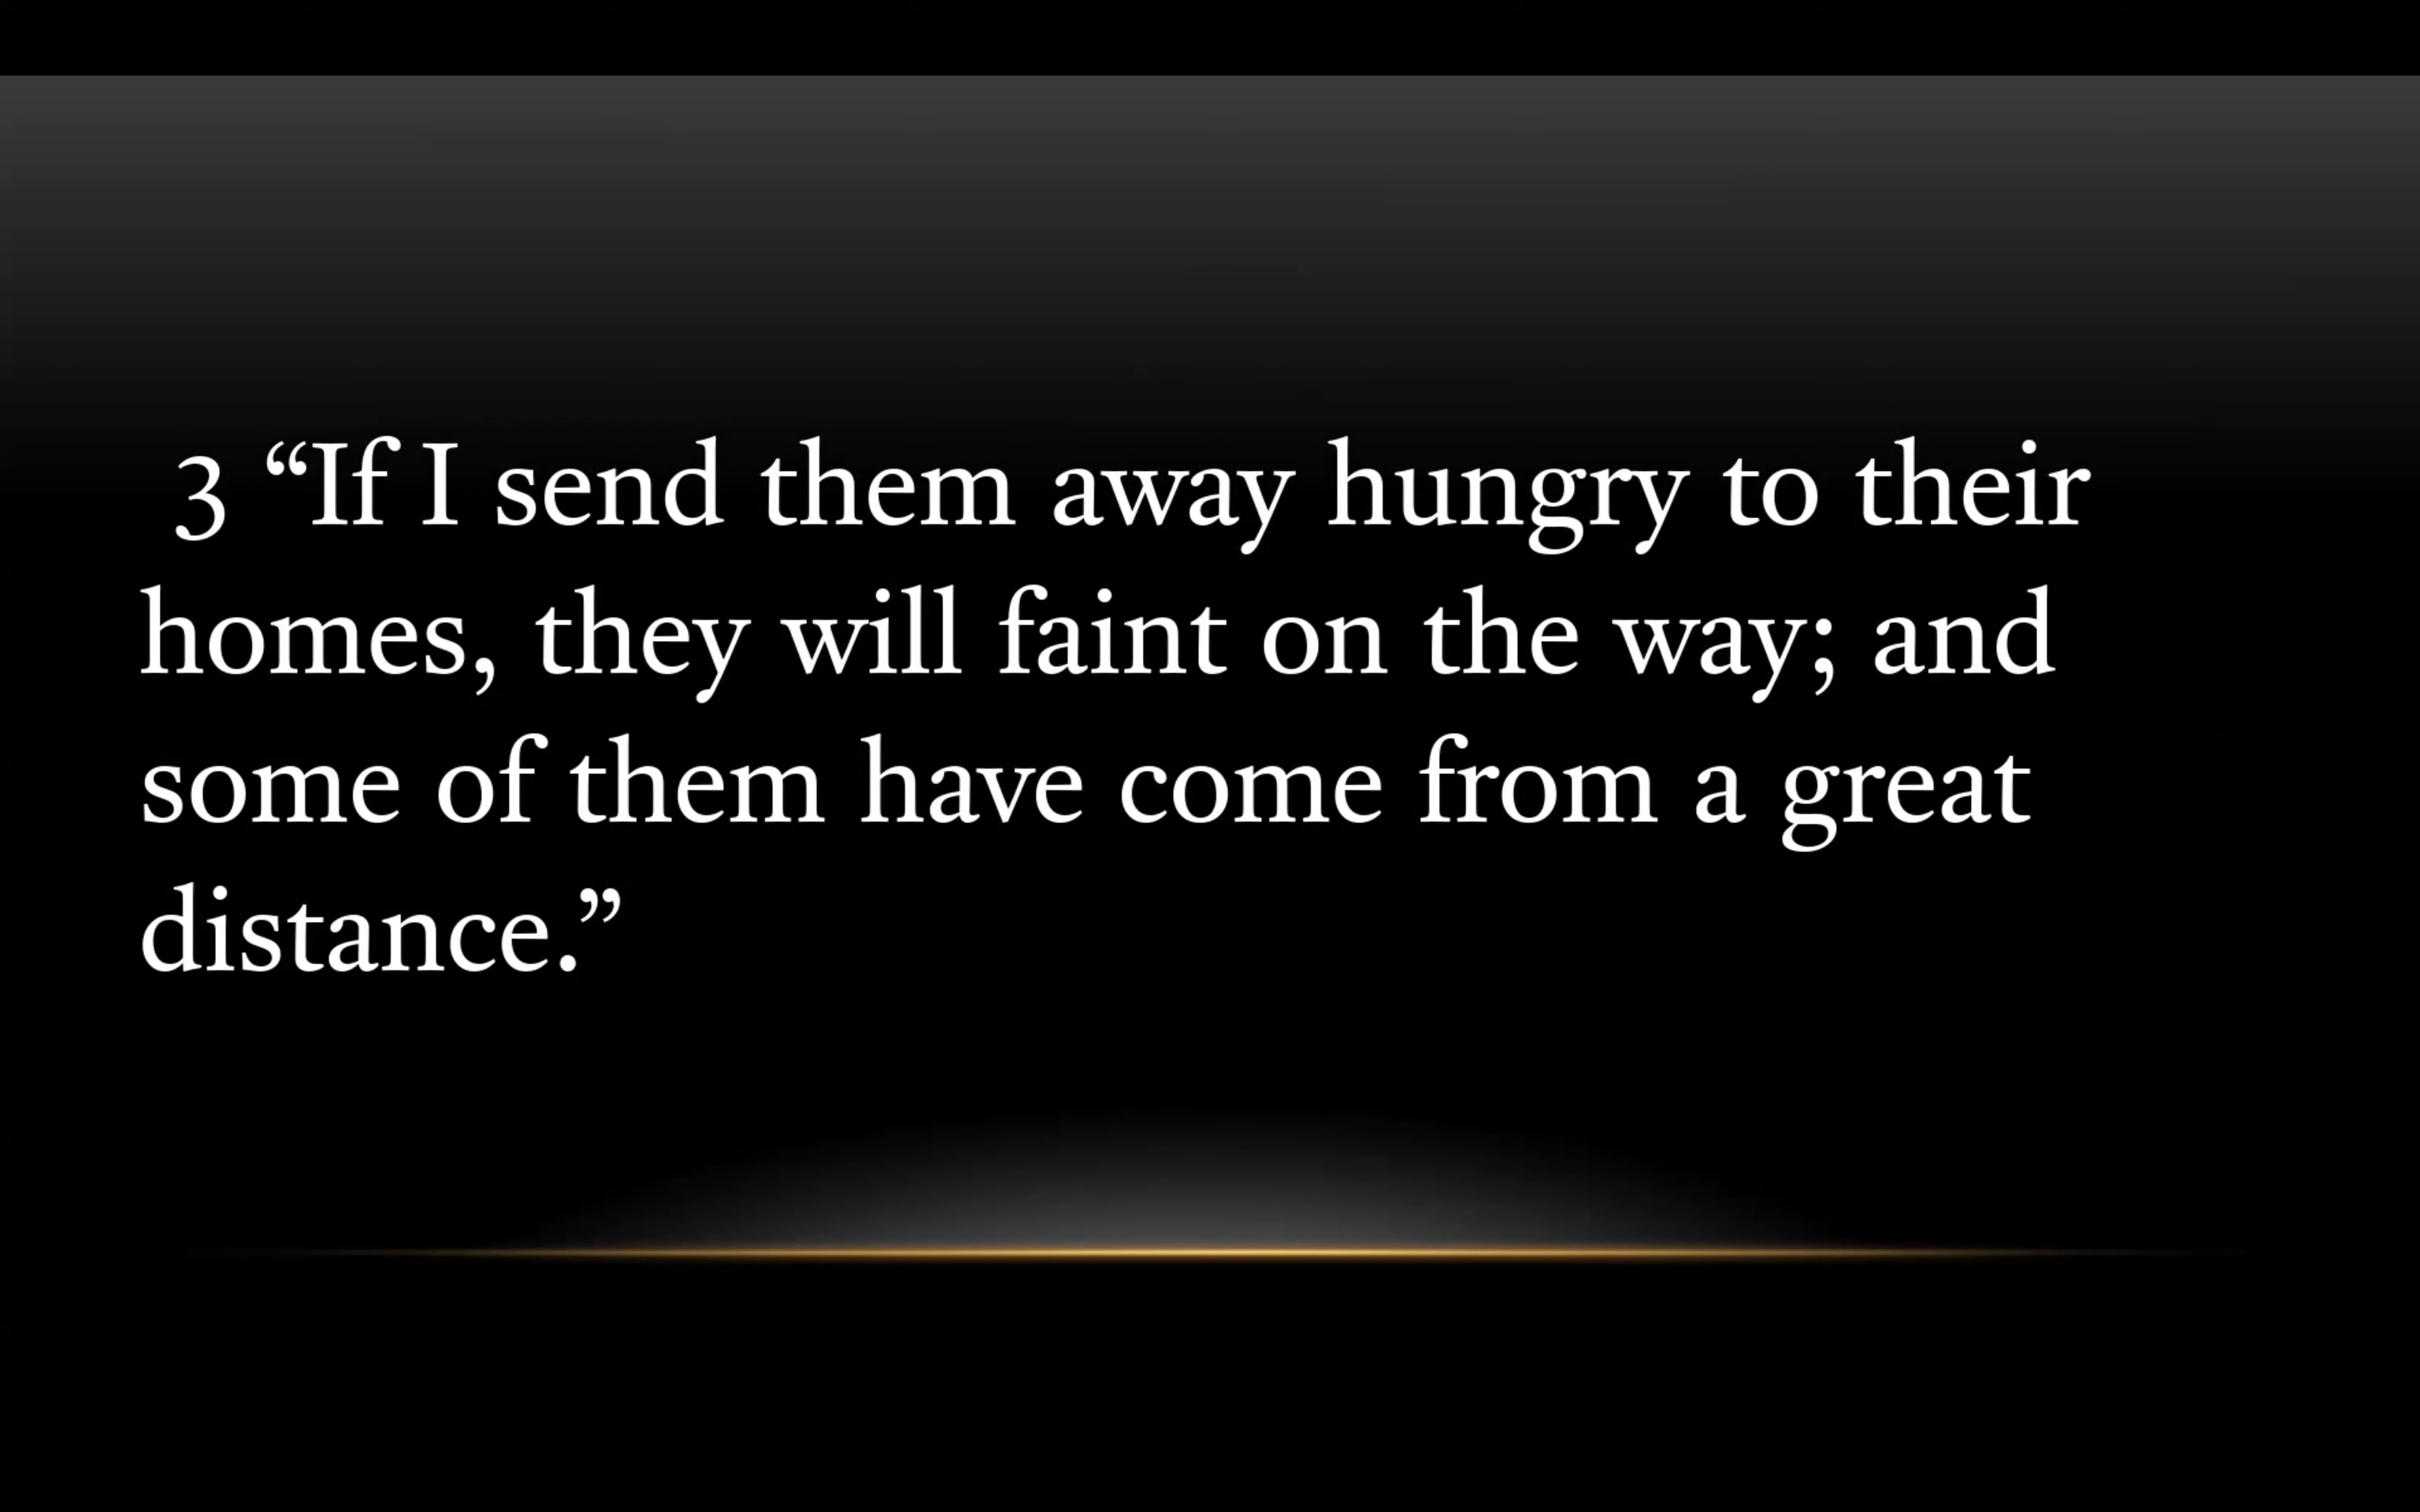 3 “If I send them away hungry to their
homes, they will faint on the way; and
some of them have come from a great
distance.”